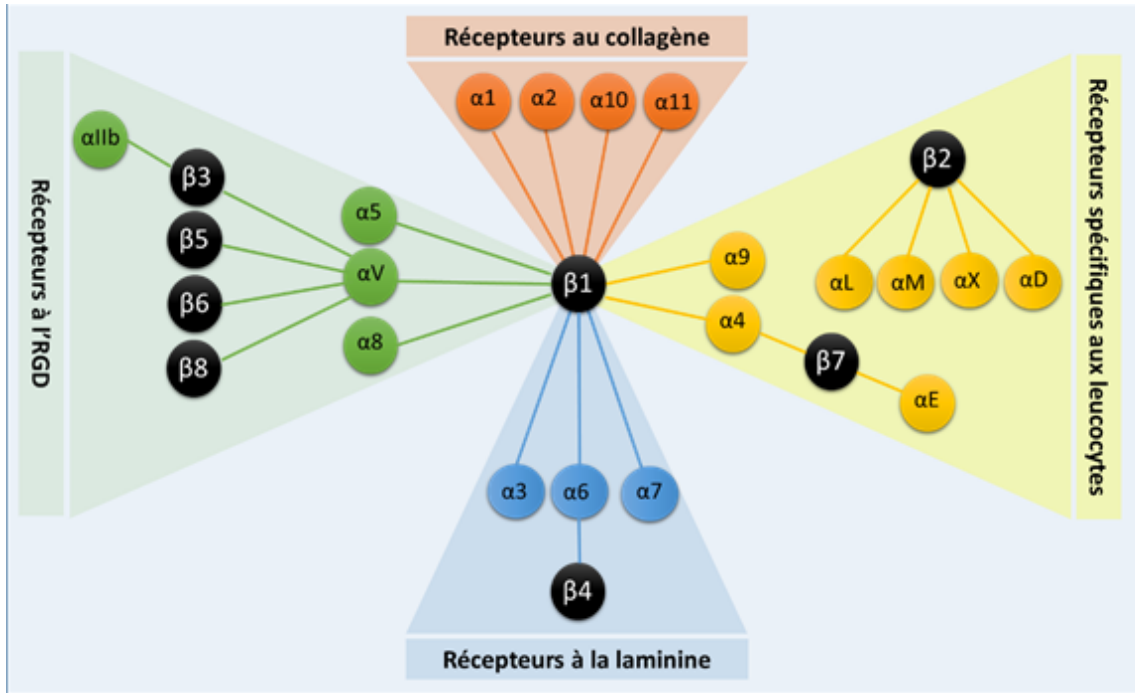 Récepteurs au collagène
α1 α2 α10 α11
Récepteurs à l'RGD
αIIb
β3
β5
β6
β8
α5
αV
α8
β1
α9
α4
β7
αE
β2
αL αM αX αD
Récepteurs spécifiques aux leucocytes
α3 α6 α7
β4
Récepteurs à la laminine